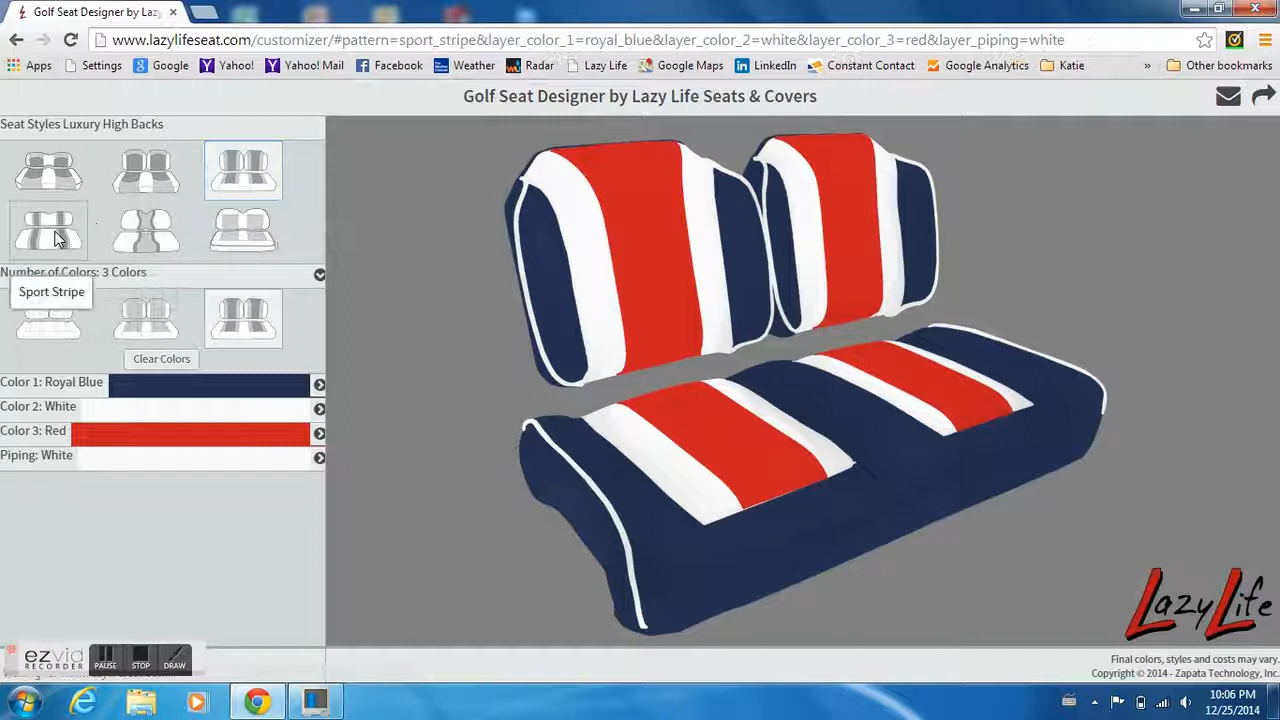 Golf Seat Designer by Laz
www.lazylifeseat.com/customizer/#pattern=sport_stripe&layer_color_1=royal_blue&layer_color_2=white&layer_color_3=red&layer_piping=white
Apps Settings Google Yahoo! Yahoo! Mail Facebook Weather Radar Lazy Life Google Maps LinkedIn ConstantContact Google Analytics Katie » Other bookmarks
Golf Seat Designer by Lazy Life Seats & Covers
Seat Styles Luxury High Backs
Number of Colors: 3 Colors
Sport Stripe
Clear Colors
Color 1: Royal Blue
Color 2: White
Color 3: Red
Piping: White
LazyLife
ezvid
RECORDER
PAUSE STOP DRAW
Final colors, styles and costs may vary.
Copyright © 2014 - Zapata Technology, Inc.
10:06 PM
12/25/2014